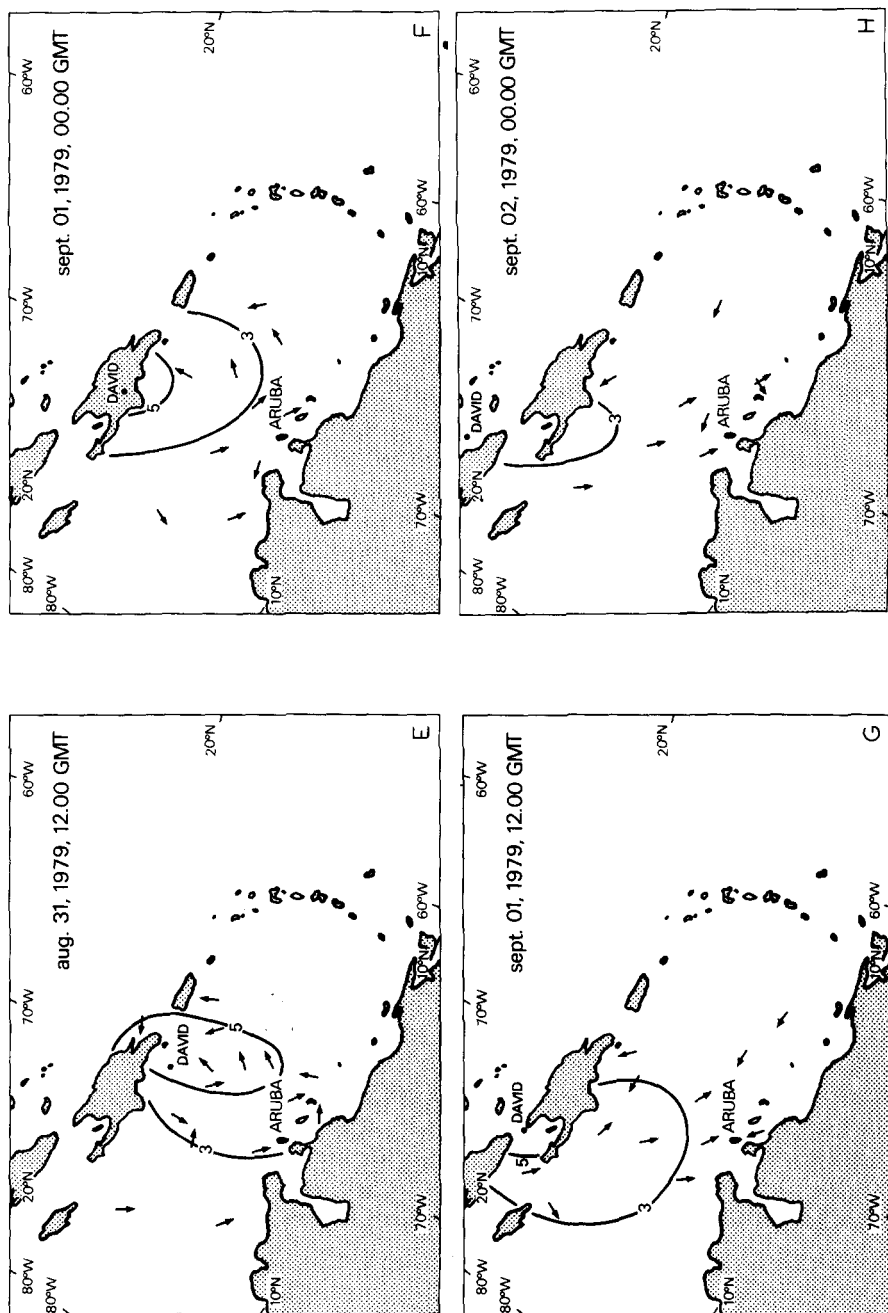 80°W
20°N
60°W
80°W
aug. 31, 1979, 12.00 GMT
70°W
DAVID
3
5
20°N
ARUBA
10°N
70°W
10°N
60°W
E
80°W
20°N
60°W
80°W
sept. 01, 1979, 00.00 GMT
70°W
DAVID
5
3
20°N
ARUBA
10°N
70°W
10°N
60°W
F
80°W
20°N
DAVID
60°W
80°W
sept. 01, 1979, 12.00 GMT
70°W
5
3
20°N
ARUBA
10°N
70°W
10°N
60°W
G
80°W
20°N
DAVID
60°W
80°W
sept. 02, 1979, 00.00 GMT
70°W
3
20°N
ARUBA
10°N
70°W
10°N
60°W
H